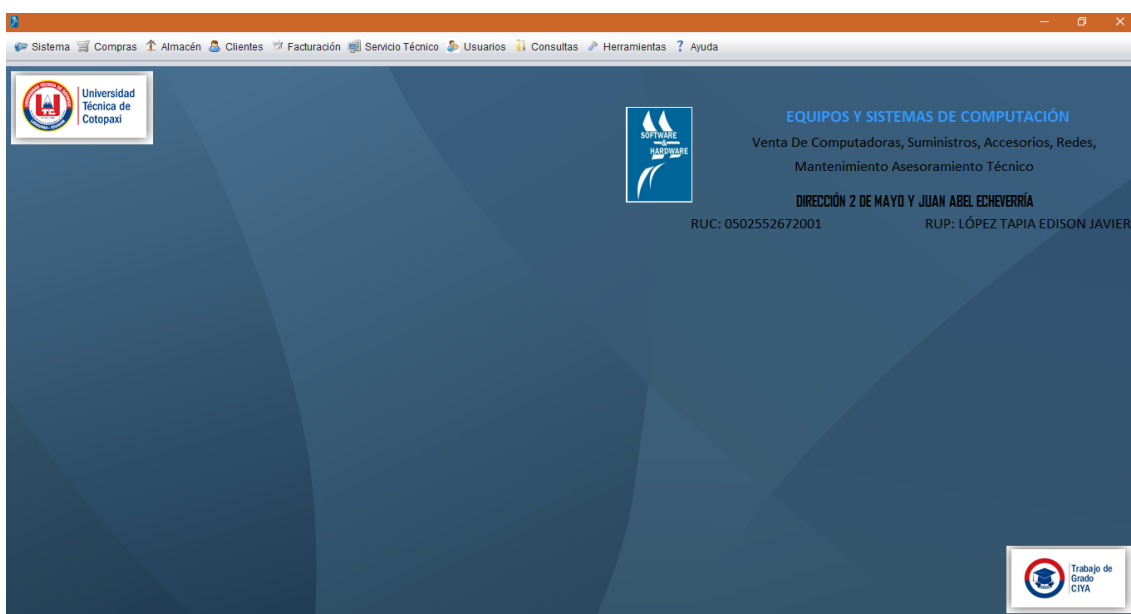 Sistema Compras Almacén Clientes Facturación Servicio Técnico Usuarios Consultas Herramientas ? Ayuda
Universidad
Técnica de
Cotopaxi
SOFTWARE
&
HARDWARE
EQUIPOS Y SISTEMAS DE COMPUTACIÓN
Venta De Computadoras, Suministros, Accesorios, Redes,
Mantenimiento Asesoramiento Técnico
DIRECCIÓN 2 DE MAYO Y JUAN ABEL ECHEVERRÍA
RUC: 0502552672001 RUP: LÓPEZ TAPIA EDISON JAVIER
Trabajo de
Grado
CIYA